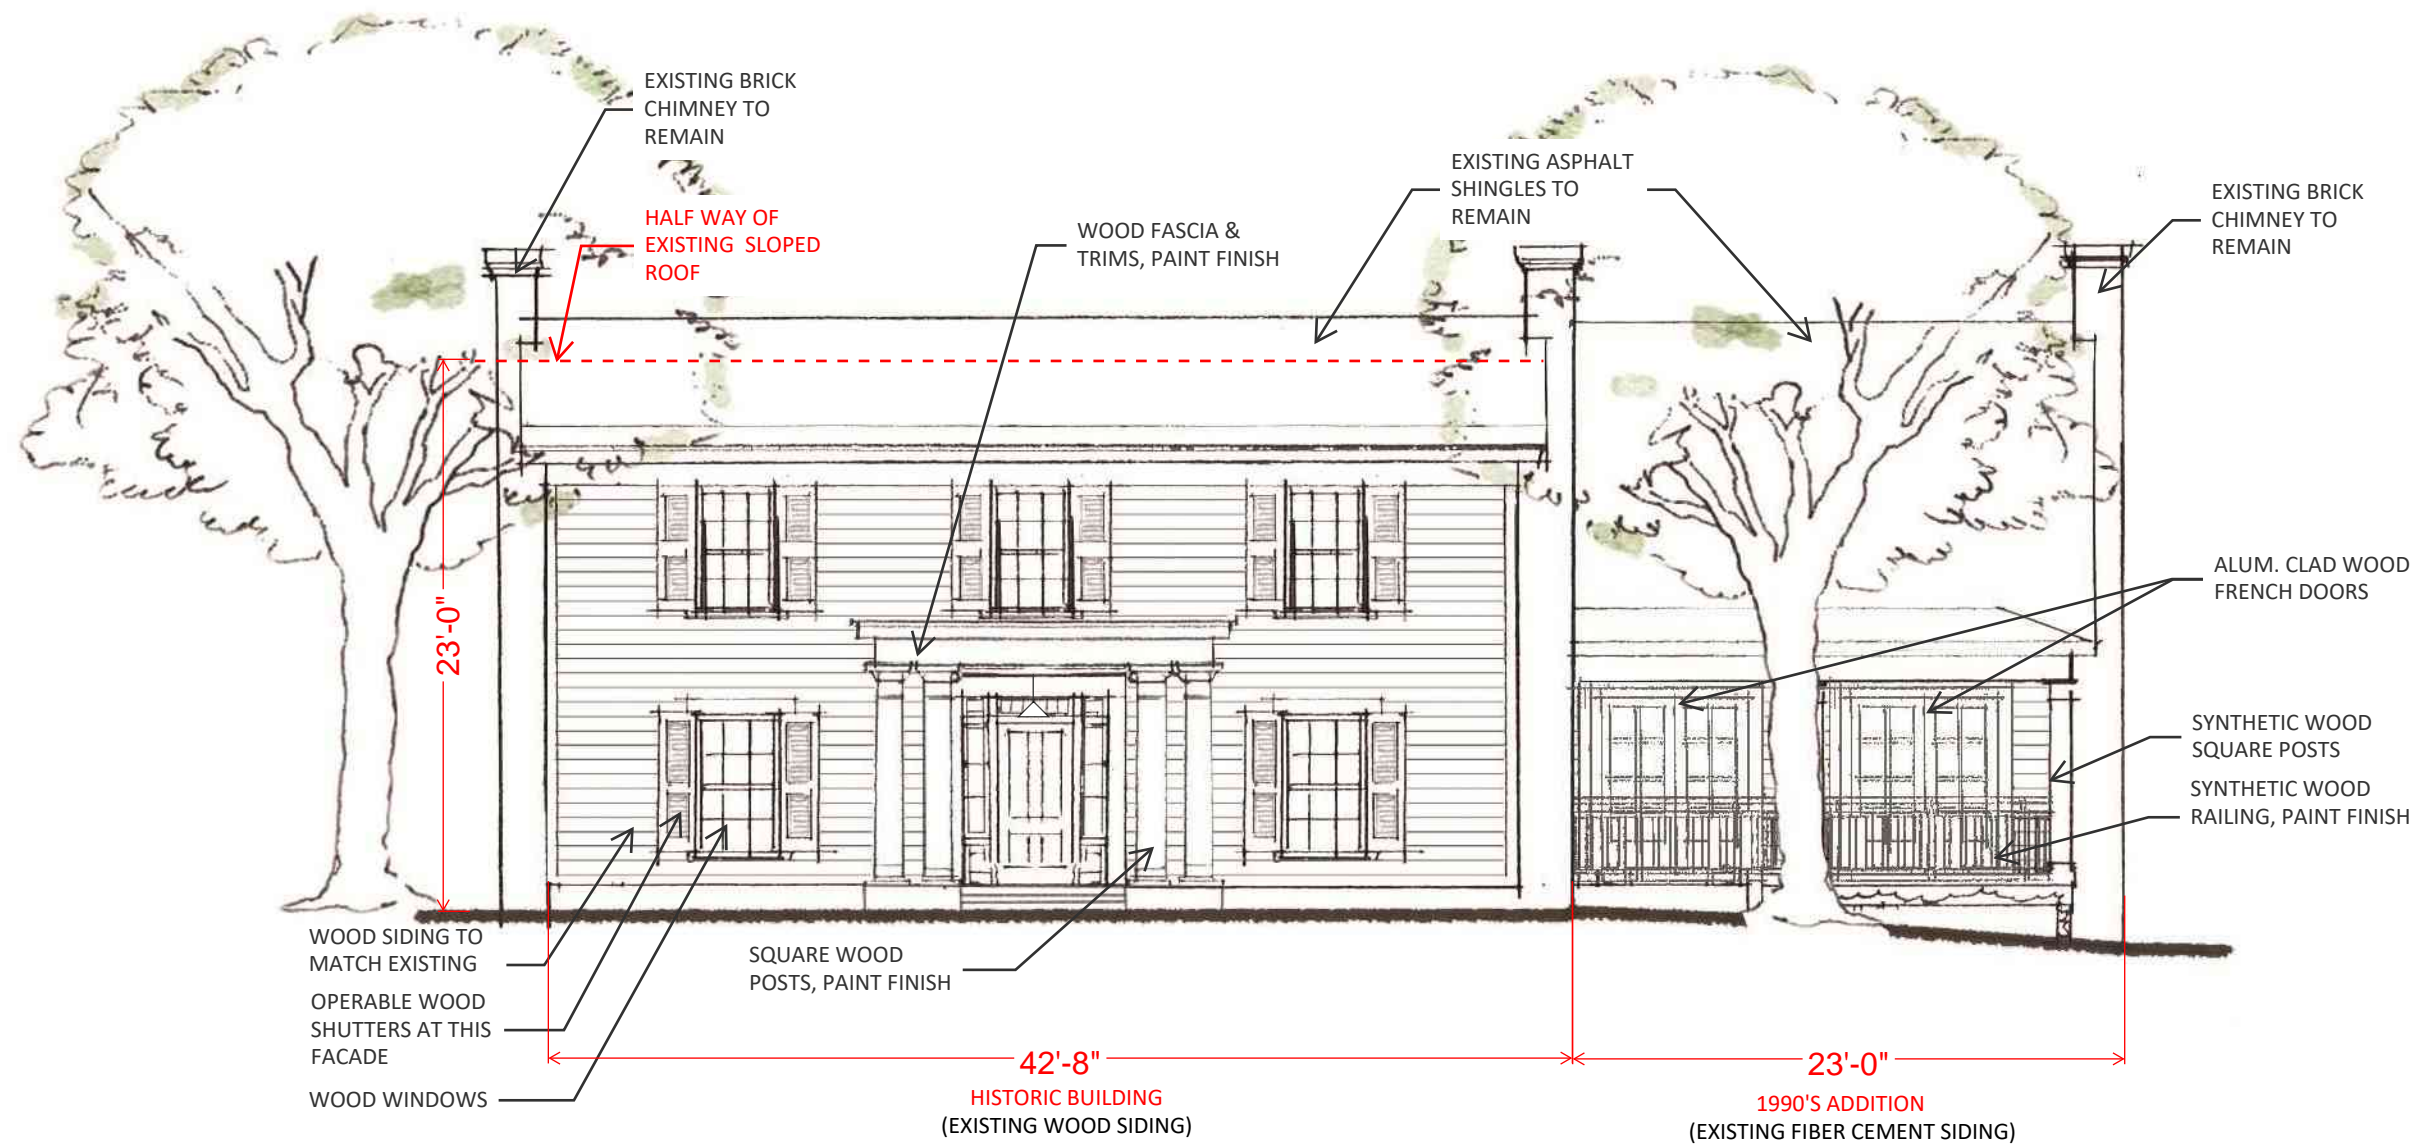 EXISTING BRICK
CHIMNEY TO
REMAIN
HALF WAY OF
EXISTING SLOPED
ROOF
WOOD FASCIA &
TRIMS, PAINT FINISH
EXISTING ASPHALT
SHINGLES TO
REMAIN
EXISTING BRICK
CHIMNEY TO
REMAIN
ALUM. CLAD WOOD
FRENCH DOORS
23'-0"
SYNTHETIC WOOD
SQUARE POSTS
SYNTHETIC WOOD
RAILING, PAINT FINISH
WOOD SIDING TO
MATCH EXISTING
SQUARE WOOD
POSTS, PAINT FINISH
OPERABLE WOOD
SHUTTERS AT THIS
FACADE
WOOD WINDOWS
42'-8"
HISTORIC BUILDING
(EXISTING WOOD SIDING)
23'-0"
1990'S ADDITION
(EXISTING FIBER CEMENT SIDING)